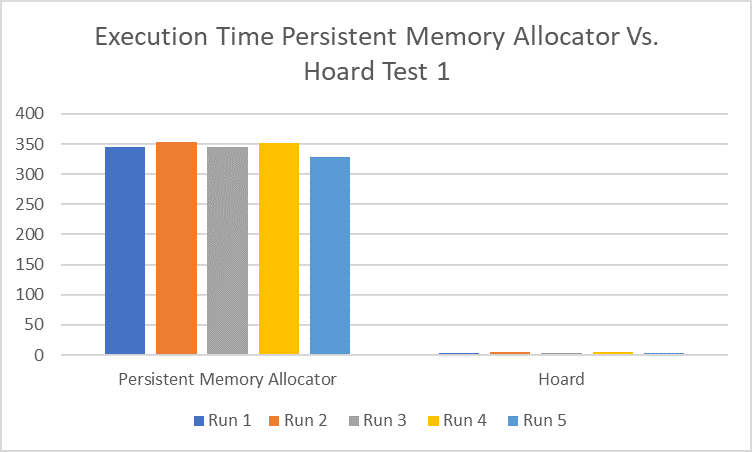 Execution Time Persistent Memory Allocator Vs.
Hoard Test 1
400
350
300
250
200
150
100
50
0
Persistent Memory Allocator Hoard
Run 1 Run 2 Run 3 Run 4 Run 5